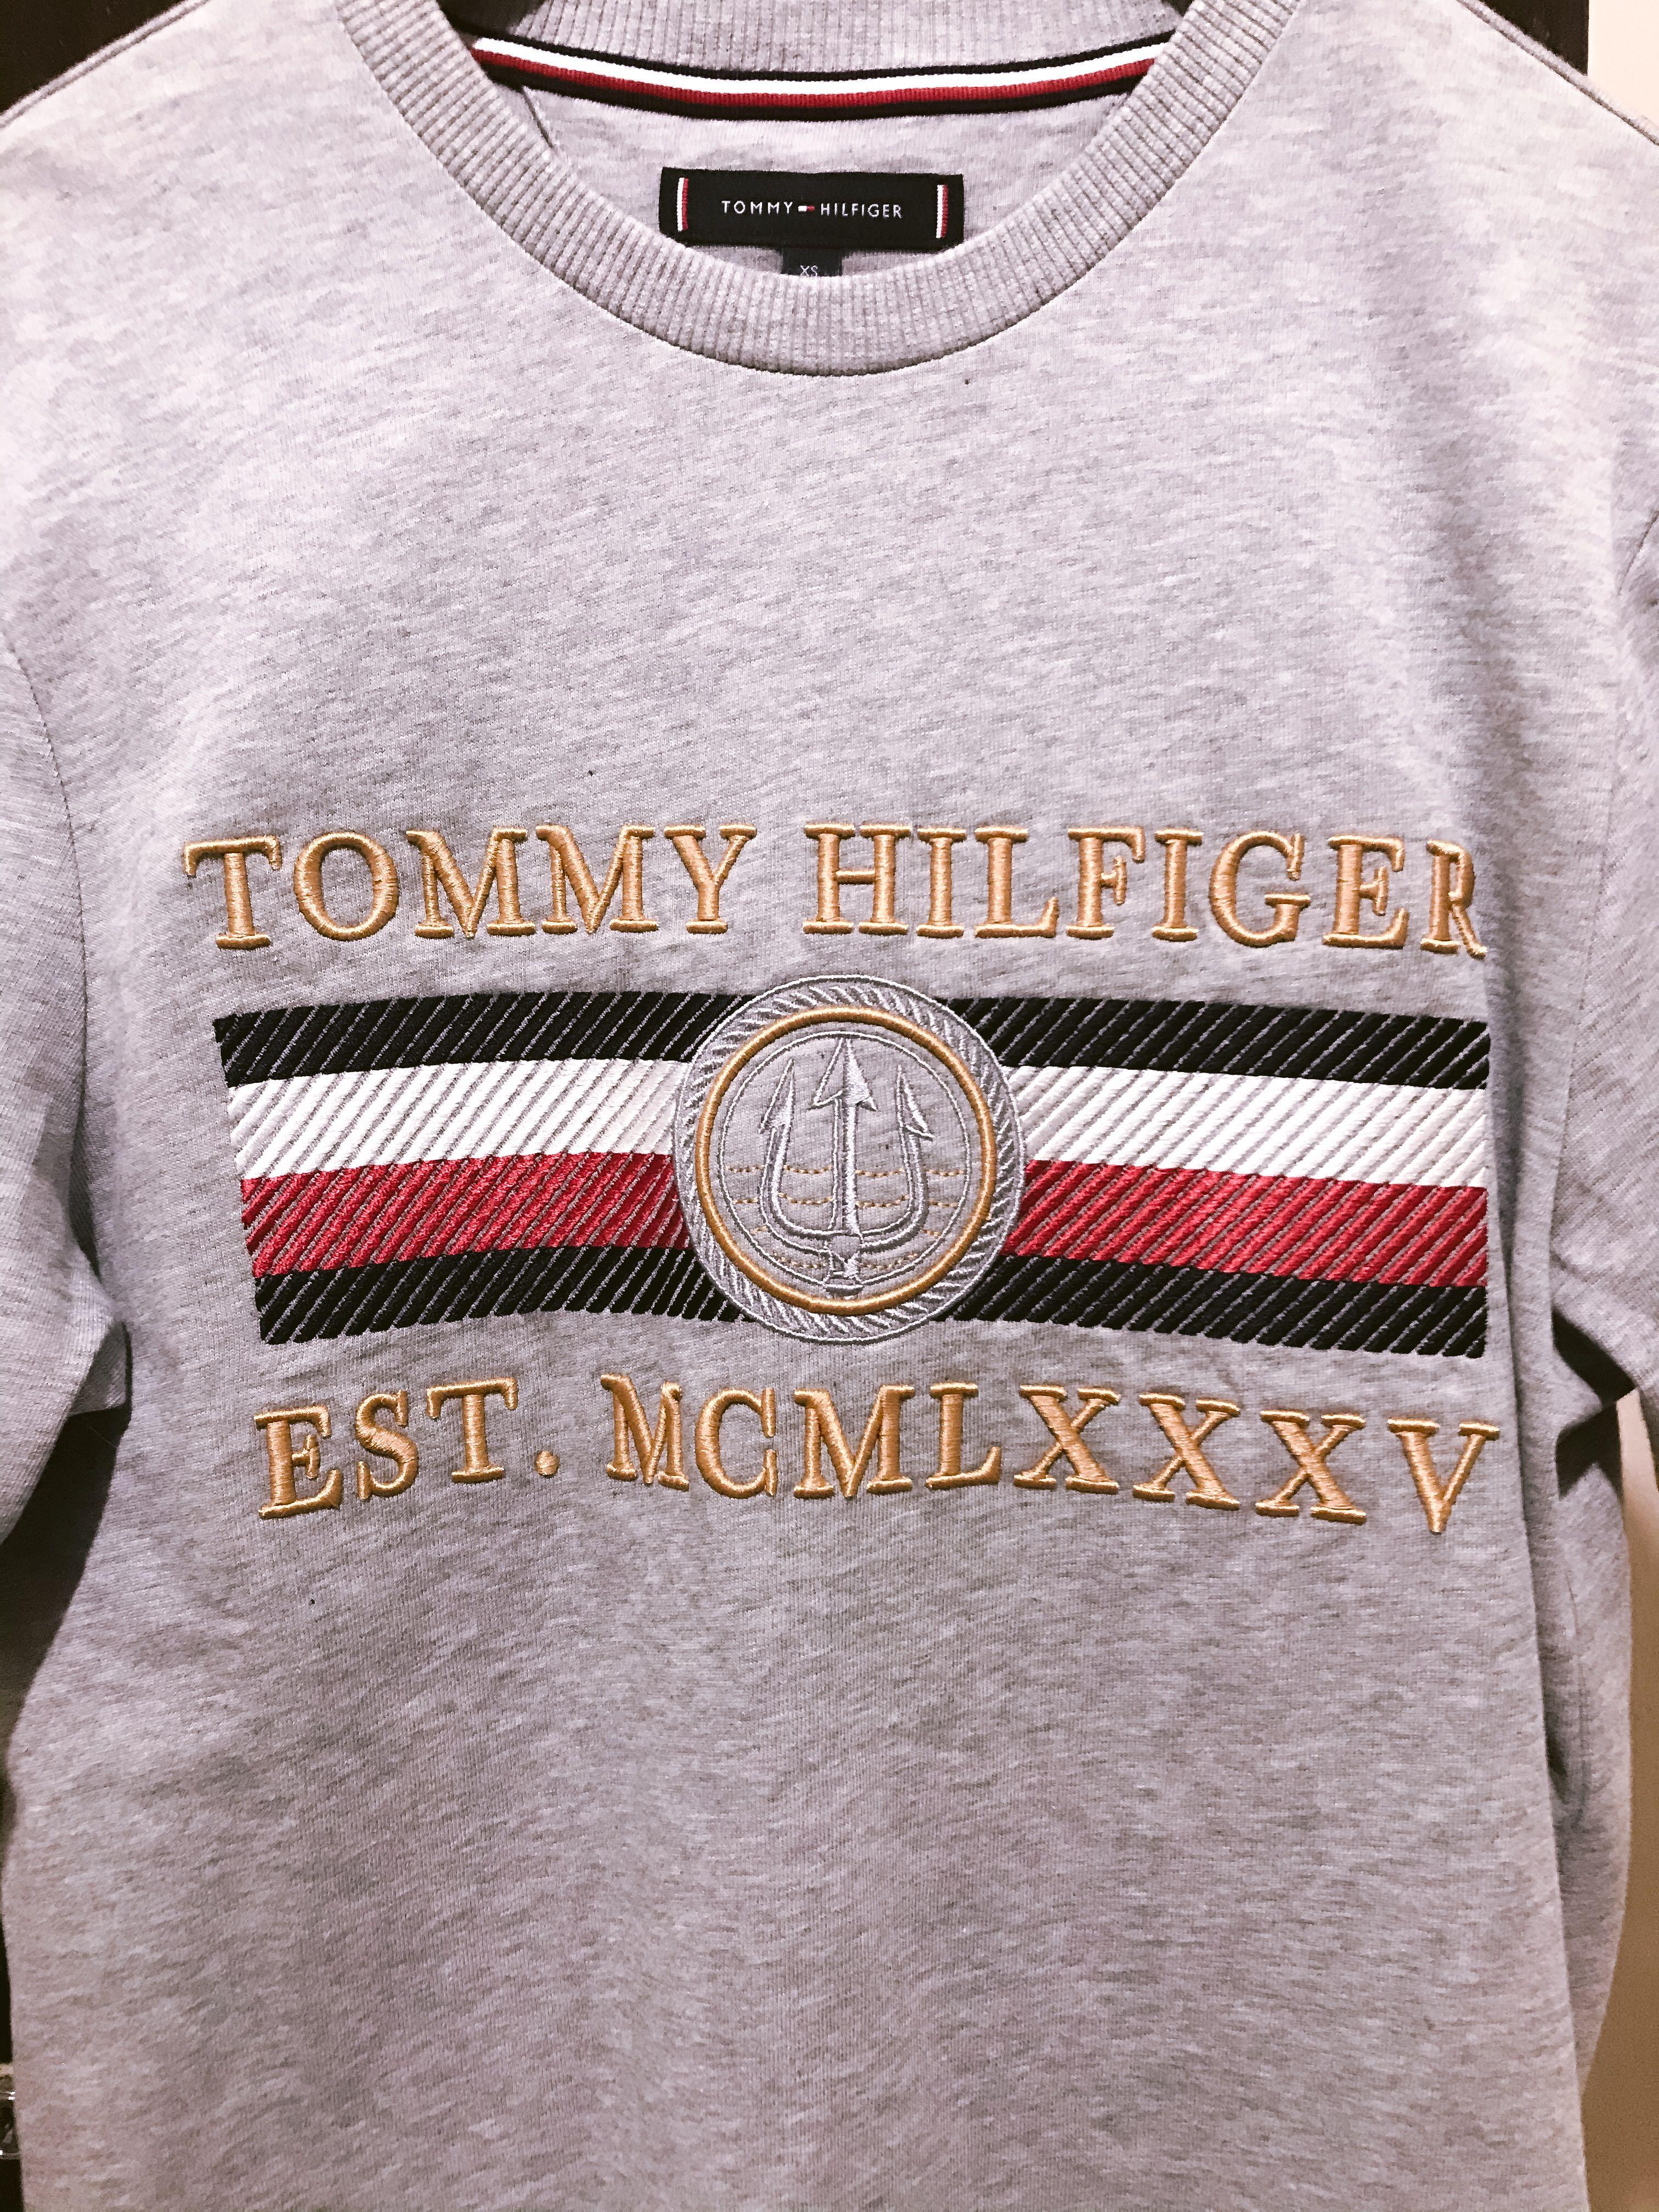 TOMMY HILFIGER
XS
TOMMY HILFIGER
EST. MCMLXXXV